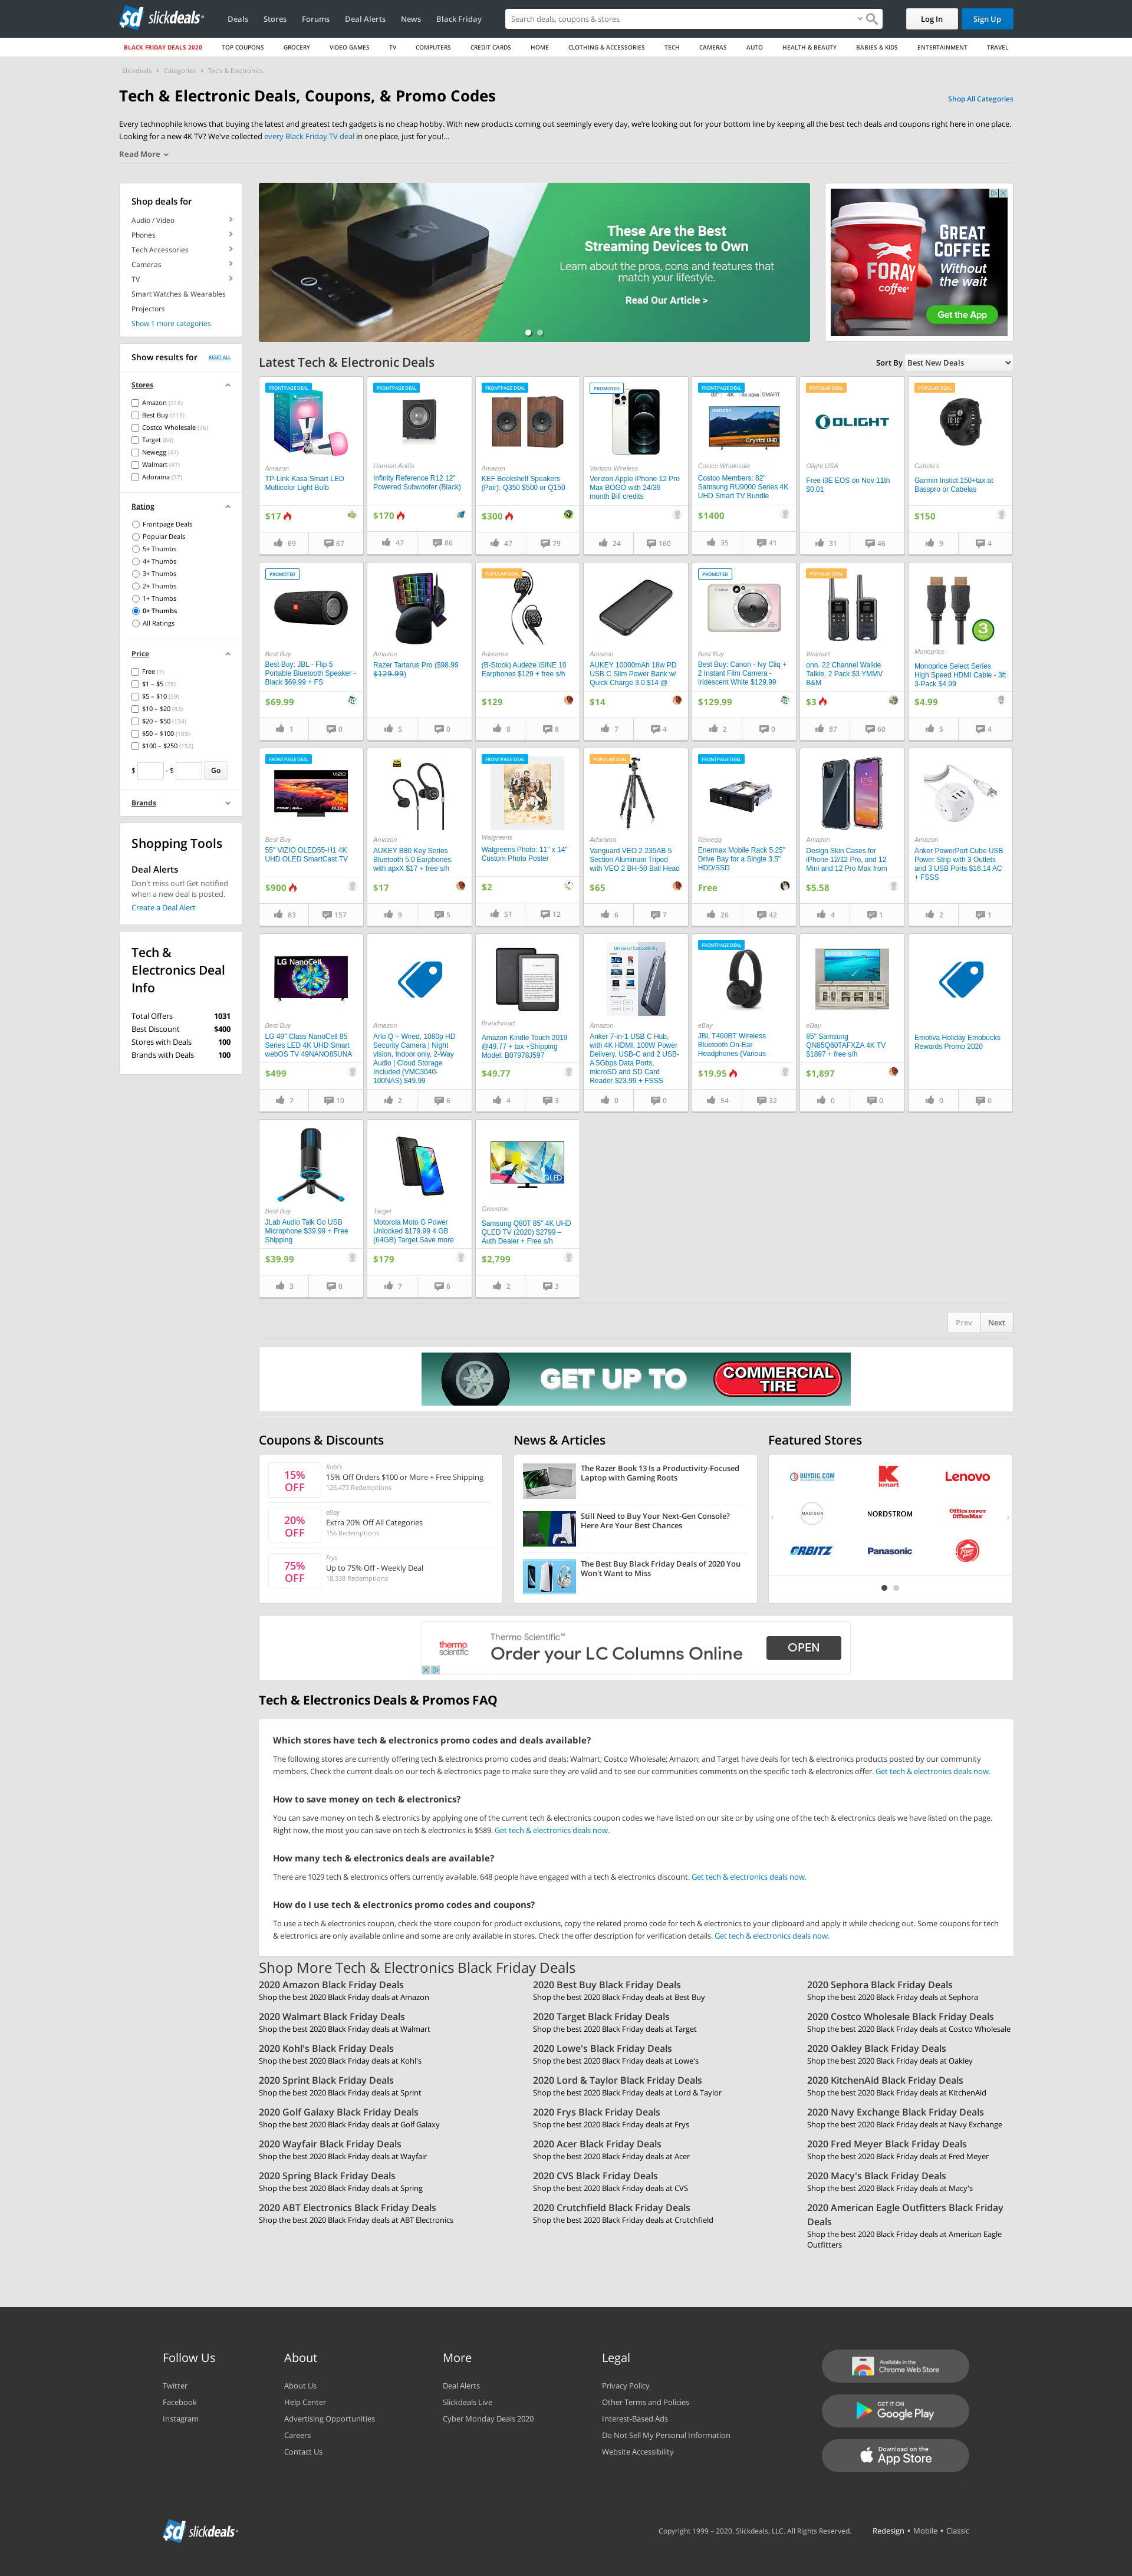 sd slickdeals
Deals Stores Forums Deal Alerts News Black Friday
Search deals, coupons & stores
Log In
Sign Up
BLACK FRIDAY DEALS 2020 TOP COUPONS GROCERY VIDEO GAMES TV COMPUTERS CREDIT CARDS HOME CLOTHING & ACCESSORIES TECH CAMERAS AUTO HEALTH & BEAUTY BABIES & KIDS ENTERTAINMENT TRAVEL
Slickdeals › Categories › Tech & Electronics
Tech & Electronic Deals, Coupons, & Promo Codes
Shop All Categories
Every technophile knows that buying the latest and greatest tech gadgets is no cheap hobby. With new products coming out seemingly every day, we're looking out for your bottom line by keeping all the best tech deals and coupons right here in one place.
Looking for a new 4K TV? We've collected every Black Friday TV deal in one place, just for you!...
Read More
Shop deals for
Audio / Video
Phones
Tech Accessories
Cameras
TV
Smart Watches & Wearables
Projectors
Show 1 more categories
Show results for RESET ALL
Stores
Amazon (318)
Best Buy (115)
Costco Wholesale (76)
Target (64)
Newegg (47)
Walmart (47)
Adorama (37)
Rating
Frontpage Deals
Popular Deals
5+ Thumbs
4+ Thumbs
3+ Thumbs
2+ Thumbs
1+ Thumbs
0+ Thumbs
All Ratings
Price
Free (7)
$1 – $5 (28)
$5 – $10 (59)
$10 – $20 (83)
$20 – $50 (134)
$50 – $100 (109)
$100 – $250 (152)
$ - $ Go
Brands
Shopping Tools
Deal Alerts
Don't miss out! Get notified
when a new deal is posted.
Create a Deal Alert
Tech &
Electronics Deal
Info
Total Offers 1031
Best Discount $400
Stores with Deals 100
Brands with Deals 100
These Are the Best
Streaming Devices to Own
Learn about the pros, cons and features that
match your lifestyle.
Read Our Article >
tv
GREAT
COFFEE
Without
the wait
FORAY
coffee
Get the App
Latest Tech & Electronic Deals
Sort By Best New Deals
FRONTPAGE DEAL
Amazon
TP-Link Kasa Smart LED
Multicolor Light Bulb
$17
69 67
FRONTPAGE DEAL
Harman Audio
Infinity Reference R12 12"
Powered Subwoofer (Black)
$170
47 86
FRONTPAGE DEAL
Amazon
KEF Bookshelf Speakers
(Pair): Q350 $500 or Q150
$300
47 79
PROMOTED
Verizon Wireless
Verizon Apple iPhone 12 Pro
Max BOGO with 24/36
month Bill credits
24 160
FRONTPAGE DEAL
82" 4K 4X HDMI SMART
SAMSUNG
Crystal UHD
Costco Wholesale
Costco Members: 82"
Samsung RU9000 Series 4K
UHD Smart TV Bundle
$1400
35 41
POPULAR DEAL
OLIGHT
Olight USA
Free i3E EOS on Nov 11th
$0.01
31 46
POPULAR DEAL
Cabela's
Garmin Instict 150+tax at
Basspro or Cabelas
$150
9 4
PROMOTED
Best Buy
Best Buy: JBL - Flip 5
Portable Bluetooth Speaker -
Black $69.99 + FS
$69.99
1 0
Amazon
Razer Tartarus Pro ($98.99
$129.99)
5 0
POPULAR DEAL
Adorama
(B-Stock) Audeze iSINE 10
Earphones $129 + free s/h
$129
8 8
Amazon
AUKEY 10000mAh 18w PD
USB C Slim Power Bank w/
Quick Charge 3.0 $14 @
$14
7 4
PROMOTED
Canon
Best Buy
Best Buy: Canon - Ivy Cliq +
2 Instant Film Camera -
Iridescent White $129.99
$129.99
2 0
POPULAR DEAL
Walmart
onn. 22 Channel Walkie
Talkie, 2 Pack $3 YMMV
B&M
$3
87 60
3
Monoprice
Monoprice Select Series
High Speed HDMI Cable - 3ft
3-Pack $4.99
$4.99
5 4
FRONTPAGE DEAL
VIZIO
Best Buy
55" VIZIO OLED55-H1 4K
UHD OLED SmartCast TV
$900
83 157
Amazon
AUKEY B80 Key Series
Bluetooth 5.0 Earphones
with apxX $17 + free s/h
$17
9 5
FRONTPAGE DEAL
Walgreens
Walgreens Photo: 11" x 14"
Custom Photo Poster
$2
51 12
POPULAR DEAL
Adorama
Vanguard VEO 2 235AB 5
Section Aluminum Tripod
with VEO 2 BH-50 Ball Head
$65
6 7
FRONTPAGE DEAL
Newegg
Enermax Mobile Rack 5.25"
Drive Bay for a Single 3.5"
HDD/SSD
Free
26 42
Amazon
Design Skin Cases for
iPhone 12/12 Pro, and 12
Mini and 12 Pro Max from
$5.58
4 1
Amazon
Anker PowerPort Cube USB
Power Strip with 3 Outlets
and 3 USB Ports $16.14 AC
+ FSSS
2 1
LG NanoCell
Best Buy
LG 49" Class NanoCell 85
Series LED 4K UHD Smart
webOS TV 49NANO85UNA
$499
7 10
Amazon
Arlo Q – Wired, 1080p HD
Security Camera | Night
vision, Indoor only, 2-Way
Audio | Cloud Storage
Included (VMC3040-
100NAS) $49.99
2 6
Brandsmart
Amazon Kindle Touch 2019
@49.77 + tax +Shipping
Model: B07978J597
$49.77
4 3
Universal Compatibility
Amazon
Anker 7-in-1 USB C Hub,
with 4K HDMI, 100W Power
Delivery, USB-C and 2 USB-
A 5Gbps Data Ports,
microSD and SD Card
Reader $23.99 + FSSS
0 0
FRONTPAGE DEAL
eBay
JBL T460BT Wireless
Bluetooth On-Ear
Headphones (Various
$19.95
54 32
eBay
85" Samsung
QN85Q60TAFXZA 4K TV
$1897 + free s/h
$1,897
0 0
Emotiva Holiday Emobucks
Rewards Promo 2020
0 0
Best Buy
JLab Audio Talk Go USB
Microphone $39.99 + Free
Shipping
$39.99
3 0
Target
Motorola Moto G Power
Unlocked $179.99 4 GB
(64GB) Target Save more
$179
7 6
QLED
Greentoe
Samsung Q80T 85" 4K UHD
QLED TV (2020) $2799 –
Auth Dealer + Free s/h
$2,799
2 3
Prev Next
GET UP TO COMMERCIAL TIRE
Coupons & Discounts
15% OFF
Kohl's
15% Off Orders $100 or More + Free Shipping
126,473 Redemptions
20% OFF
eBay
Extra 20% Off All Categories
156 Redemptions
75% OFF
Frys
Up to 75% Off - Weekly Deal
18,338 Redemptions
News & Articles
The Razor Book 13 Is a Productivity-Focused
Laptop with Gaming Roots
Still Need to Buy Your Next-Gen Console?
Here Are Your Best Chances
The Best Buy Black Friday Deals of 2020 You
Won't Want to Miss
Featured Stores
BUYDIG.COM
kmart
Lenovo
MADISON
NORDSTROM
Office DEPOT OfficeMax
ORBITZ
Panasonic
thermo scientific
Thermo Scientific™
Order your LC Columns Online
OPEN
Tech & Electronics Deals & Promos FAQ
Which stores have tech & electronics promo codes and deals available?
The following stores are currently offering tech & electronics promo codes and deals: Walmart; Costco Wholesale; Amazon; and Target have deals for tech & electronics products posted by our community
members. Check the current deals on our tech & electronics page to make sure they are valid and to see our communities comments on the specific tech & electronics offer. Get tech & electronics deals now.
How to save money on tech & electronics?
You can save money on tech & electronics by applying one of the current tech & electronics coupon codes we have listed on our site or by using one of the tech & electronics deals we have listed on the page.
Right now, the most you can save on tech & electronics is $589. Get tech & electronics deals now.
How many tech & electronics deals are available?
There are 1029 tech & electronics offers currently available. 648 people have engaged with a tech & electronics discount. Get tech & electronics deals now.
How do I use tech & electronics promo codes and coupons?
To use a tech & electronics coupon, check the store coupon for product exclusions, copy the related promo code for tech & electronics to your clipboard and apply it while checking out. Some coupons for tech
& electronics are only available online and some are only available in stores. Check the offer description for verification details. Get tech & electronics deals now.
Shop More Tech & Electronics Black Friday Deals
2020 Amazon Black Friday Deals
Shop the best 2020 Black Friday deals at Amazon
2020 Best Buy Black Friday Deals
Shop the best 2020 Black Friday deals at Best Buy
2020 Sephora Black Friday Deals
Shop the best 2020 Black Friday deals at Sephora
2020 Walmart Black Friday Deals
Shop the best 2020 Black Friday deals at Walmart
2020 Target Black Friday Deals
Shop the best 2020 Black Friday deals at Target
2020 Costco Wholesale Black Friday Deals
Shop the best 2020 Black Friday deals at Costco Wholesale
2020 Kohl's Black Friday Deals
Shop the best 2020 Black Friday deals at Kohl's
2020 Lowe's Black Friday Deals
Shop the best 2020 Black Friday deals at Lowe's
2020 Oakley Black Friday Deals
Shop the best 2020 Black Friday deals at Oakley
2020 Sprint Black Friday Deals
Shop the best 2020 Black Friday deals at Sprint
2020 Lord & Taylor Black Friday Deals
Shop the best 2020 Black Friday deals at Lord & Taylor
2020 KitchenAid Black Friday Deals
Shop the best 2020 Black Friday deals at KitchenAid
2020 Golf Galaxy Black Friday Deals
Shop the best 2020 Black Friday deals at Golf Galaxy
2020 Frys Black Friday Deals
Shop the best 2020 Black Friday deals at Frys
2020 Navy Exchange Black Friday Deals
Shop the best 2020 Black Friday deals at Navy Exchange
2020 Wayfair Black Friday Deals
Shop the best 2020 Black Friday deals at Wayfair
2020 Acer Black Friday Deals
Shop the best 2020 Black Friday deals at Acer
2020 Fred Meyer Black Friday Deals
Shop the best 2020 Black Friday deals at Fred Meyer
2020 Spring Black Friday Deals
Shop the best 2020 Black Friday deals at Spring
2020 CVS Black Friday Deals
Shop the best 2020 Black Friday deals at CVS
2020 Macy's Black Friday Deals
Shop the best 2020 Black Friday deals at Macy's
2020 ABT Electronics Black Friday Deals
Shop the best 2020 Black Friday deals at ABT Electronics
2020 Crutchfield Black Friday Deals
Shop the best 2020 Black Friday deals at Crutchfield
2020 American Eagle Outfitters Black Friday
Deals
Shop the best 2020 Black Friday deals at American Eagle
Outfitters
Follow Us
Twitter
Facebook
Instagram
About
About Us
Help Center
Advertising Opportunities
Careers
Contact Us
More
Deal Alerts
Slickdeals Live
Cyber Monday Deals 2020
Legal
Privacy Policy
Other Terms and Policies
Interest-Based Ads
Do Not Sell My Personal Information
Website Accessibility
Available in the
Chrome Web Store
GET IT ON
Google Play
Download on the
App Store
sd slickdeals
Copyright 1999 – 2020. Slickdeals, LLC. All Rights Reserved. Redesign • Mobile • Classic